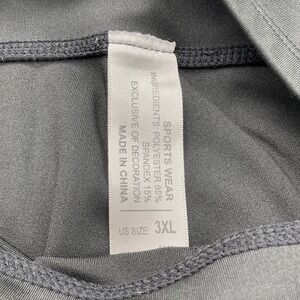 SPORTS WEAR
INGREDIENTS: POLYESTER 85%
SPANDEX 15%
EXCLUSIVE OF DECORATION
MADE IN CHINA
US SIZE: 3XL